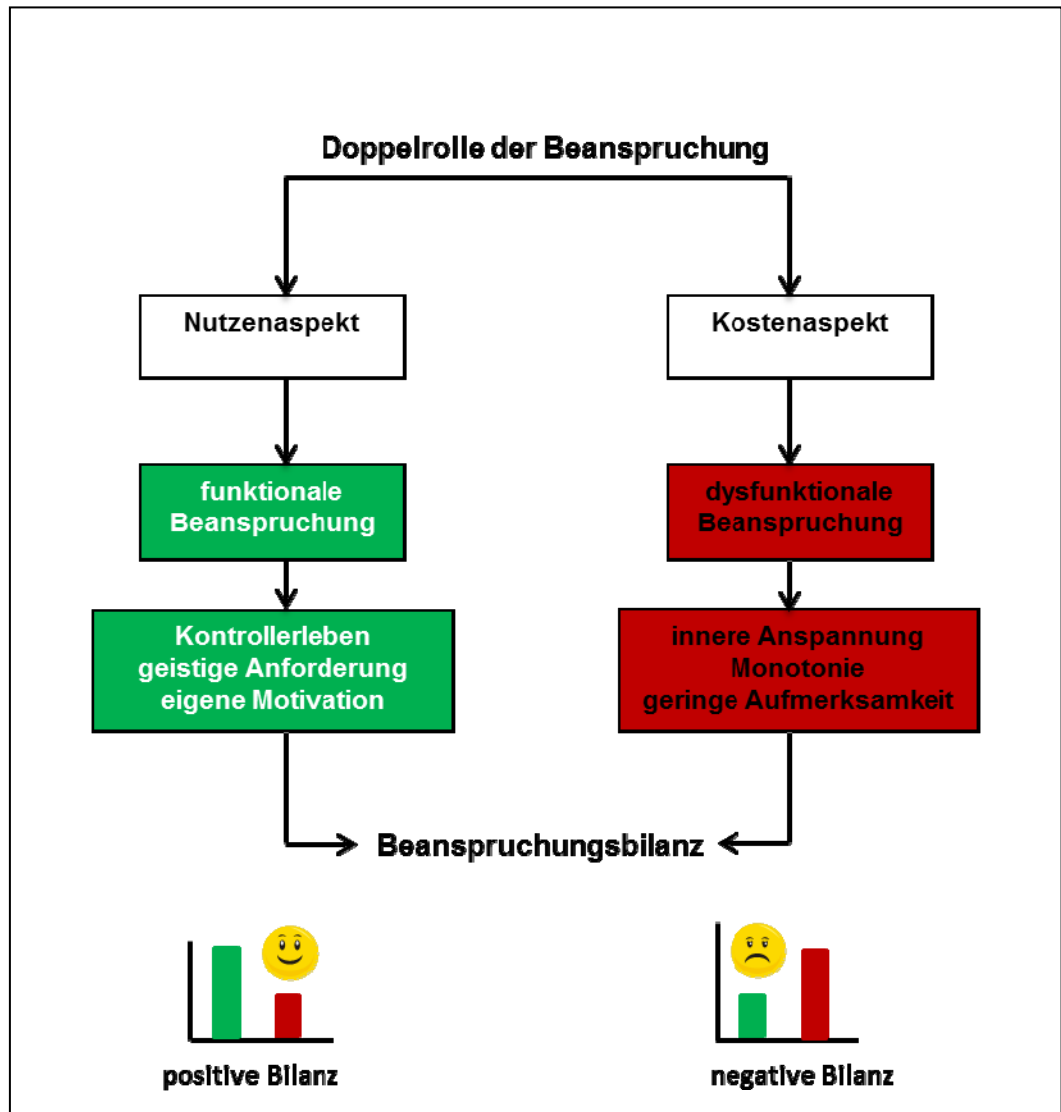 Doppelrolle der Beanspruchung
Nutzenaspekt
Kostenaspekt
funktionale
Beanspruchung
dysfunktionale
Beanspruchung
Kontrollerleben
geistige Anforderung
eigene Motivation
innere Anspannung
Monotonie
geringe Aufmerksamkeit
Beanspruchungsbilanz
positive Bilanz
negative Bilanz